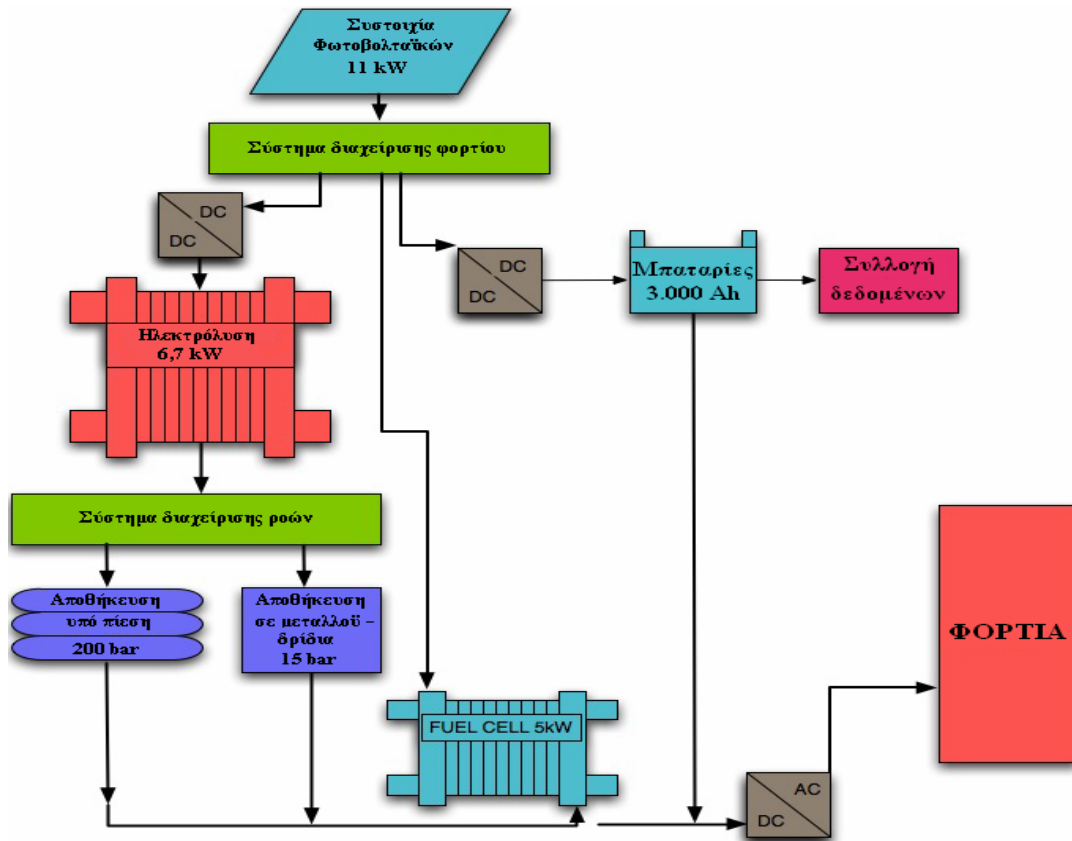 Συστοιχία
Φωτοβολταϊκών
11 kW
Σύστημα διαχείρισης φορτίου
DC
DC
DC
DC
Μπαταρίες
3.000 Ah
Συλλογή
δεδομένων
Ηλεκτρόλυση
6,7 kW
Σύστημα διαχείρισης ροών
Αποθήκευση
υπό πίεση
200 bar
Αποθήκευση
σε μεταλλοϋ –
δρίδια
15 bar
FUEL CELL 5kW
ΦΟΡΤΙΑ
AC
DC